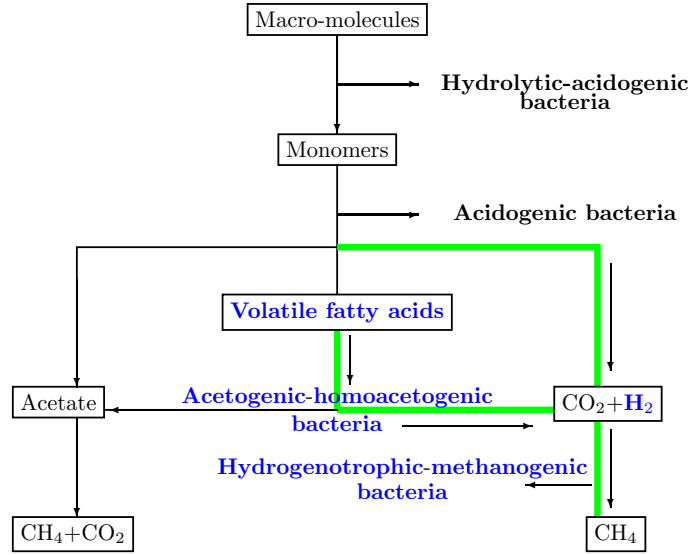 Macro-molecules
Hydrolytic-acidogenic
bacteria
Monomers
Acidogenic bacteria
Volatile fatty acids
Acetogenic-homoacetogenic
bacteria
Acetate
CO₂+H₂
Hydrogenotrophic-methanogenic
bacteria
CH₄+CO₂
CH₄